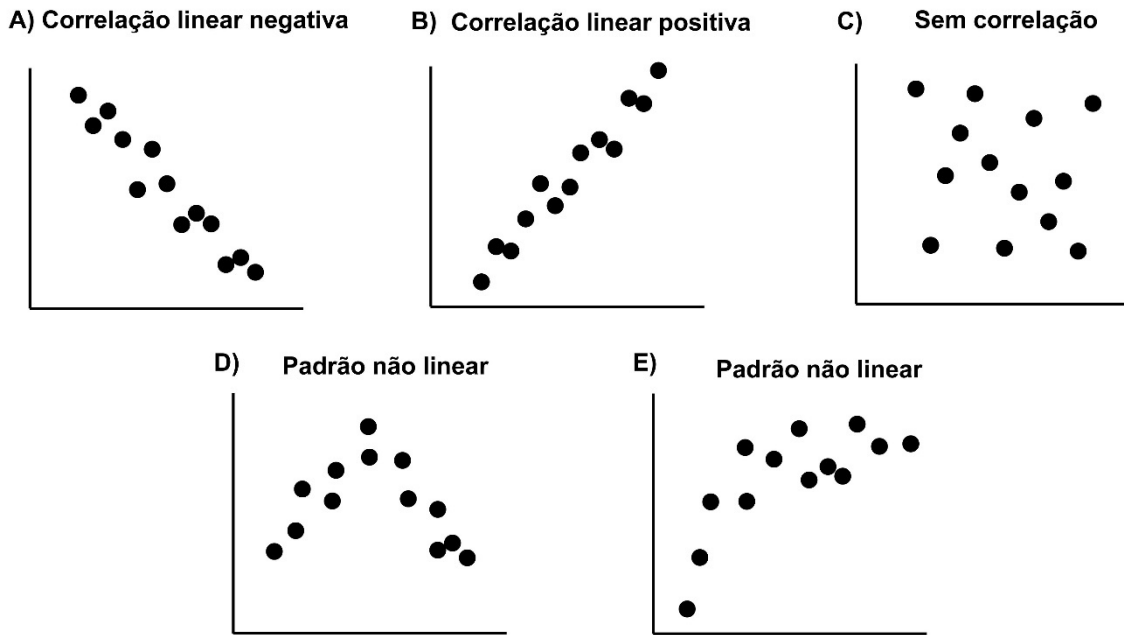 A) Correlação linear negativa
B) Correlação linear positiva
C) Sem correlação
D) Padrão não linear
E) Padrão não linear